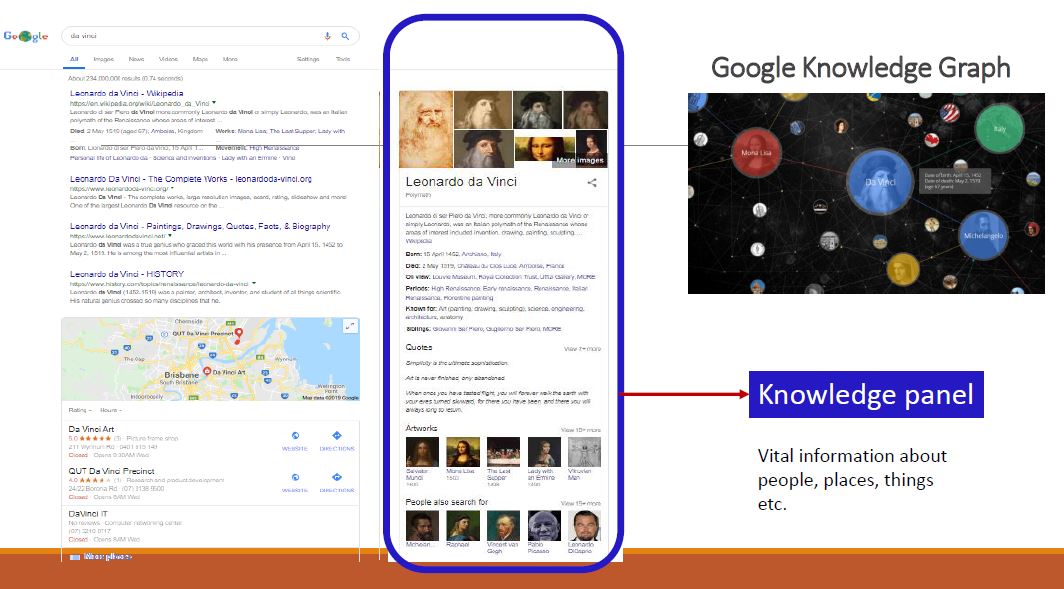 Google
da vinci
All Images News Videos Maps More Settings Tools
About 234,000,000 results (0.74 seconds)
Leonardo da Vinci - Wikipedia
https://en.wikipedia.org/wiki/Leonardo_da_Vinci
Leonardo di ser Piero da Vinci more commonly Leonardo da Vinci or simply Leonardo, was an Italian
polymath of the Renaissance whose areas of interest ...
Died: 2 May 1519 (aged 67); Amboise, Kingdom Works: Mona Lisa; The Last Supper; Lady with
Born: Leonardo di ser Piero da Vinci; 15 April 1... Movement: High Renaissance
Personal life of Leonardo da · Science and inventions · Lady with an Ermine · Vinci
Leonardo Da Vinci - The Complete Works - leonardoda-vinci.org
https://www.leonardoda-vinci.org/
Leonardo Da Vinci - The complete works, large resolution images, ecard, rating, slideshow and more!
One of the largest Leonardo Da Vinci resource on the ...
Leonardo da Vinci - Paintings, Drawings, Quotes, Facts, & Biography
https://www.leonardodavinci.net/
Leonardo da Vinci was a true genius who graced this world with his presence from April 15, 1452 to
May 2, 1519. He is among the most influential artists in ...
Leonardo da Vinci - HISTORY
https://www.history.com/topics/renaissance/leonardo-da-vinci
Leonardo da Vinci (1452-1519) was a painter, architect, inventor, and student of all things scientific.
His natural genius crossed so many disciplines that he.
Chermside
QUT Da Vinci Precinct
The Gap
Wynnum
Brisbane
Da Vinci Art
South Brisbane
Wellington
Point
Indooroopilly
Map data ©2019 Google
Rating Hours
Da Vinci Art
5.0 (5) · Picture frame shop
Closed · Opens 9:30AM Wed
WEBSITE DIRECTIONS
QUT Da Vinci Precinct
4.0 (1) · Research and product development
24/22 Boronia Rd · (07) 3138 9500
Closed · Opens 8AM Wed
WEBSITE DIRECTIONS
DaVinci IT
No reviews · Computer networking center
Closed · Opens 8AM Wed
More places
More images
Leonardo da Vinci
Polymath
Leonardo di ser Piero da Vinci, more commonly Leonardo da Vinci or
simply Leonardo, was an Italian polymath of the Renaissance whose
areas of interest included invention, drawing, painting, sculpting, ...
Wikipedia
Born: 15 April 1452, Anchiano, Italy
Died: 2 May 1519, Château du Clos Lucé, Amboise, France
On view: Louvre Museum, Royal Collection Trust, Uffizi Gallery, MORE
Periods: High Renaissance, Early renaissance, Renaissance, Italian
Renaissance, Florentine painting
Known for: Art (painting, drawing, sculpting), science, engineering,
architecture, anatomy
Siblings: Giovanni Ser Piero, Guglielmo Ser Piero, MORE
Quotes View 7+ more
Simplicity is the ultimate sophistication.
Art is never finished, only abandoned.
When once you have tasted flight, you will forever walk the earth with
your eyes turned skyward, for there you have been, and there you will
always long to return.
Artworks View 15+ more
Salvator Mundi 1500
Mona Lisa 1503
The Last Supper 1498
Lady with an Ermine 1490
Vitruvian Man
People also search for View 15+ more
Michelan...
Raphael
Vincent van Gogh
Pablo Picasso
Leonardo DiCaprio
Google Knowledge Graph
Mona Lisa
Italy
Da Vinci
Date of birth: April 15, 1452
Date of death: May 2, 1519
(age 67 years)
Michelangelo
Knowledge panel
Vital information about
people, places, things
etc.